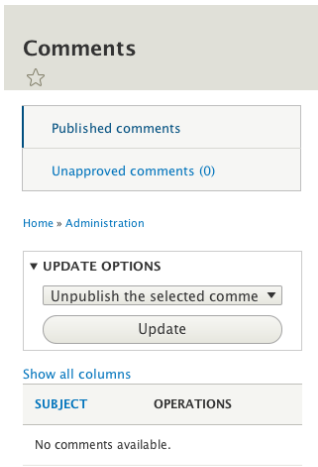 Comments
Published comments
Unapproved comments (0)
Home » Administration
▼ UPDATE OPTIONS
Unpublish the selected comme ▼
Update
Show all columns
SUBJECT OPERATIONS
No comments available.